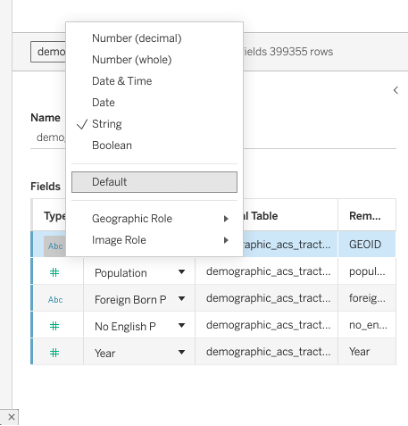 Number (decimal)
Number (whole)
Date & Time
Date
String
Boolean
Default
Geographic Role
Image Role
demo
fields 399355 rows
Name
demo
Fields
Type
al Table
Rem...
Abc
graphic_acs_tract...
GEOID
Population
demographic_acs_tract...
popul...
Abc
Foreign Born P
demographic_acs_tract...
foreig...
No English P
demographic_acs_tract...
no_en...
Year
demographic_acs_tract...
Year